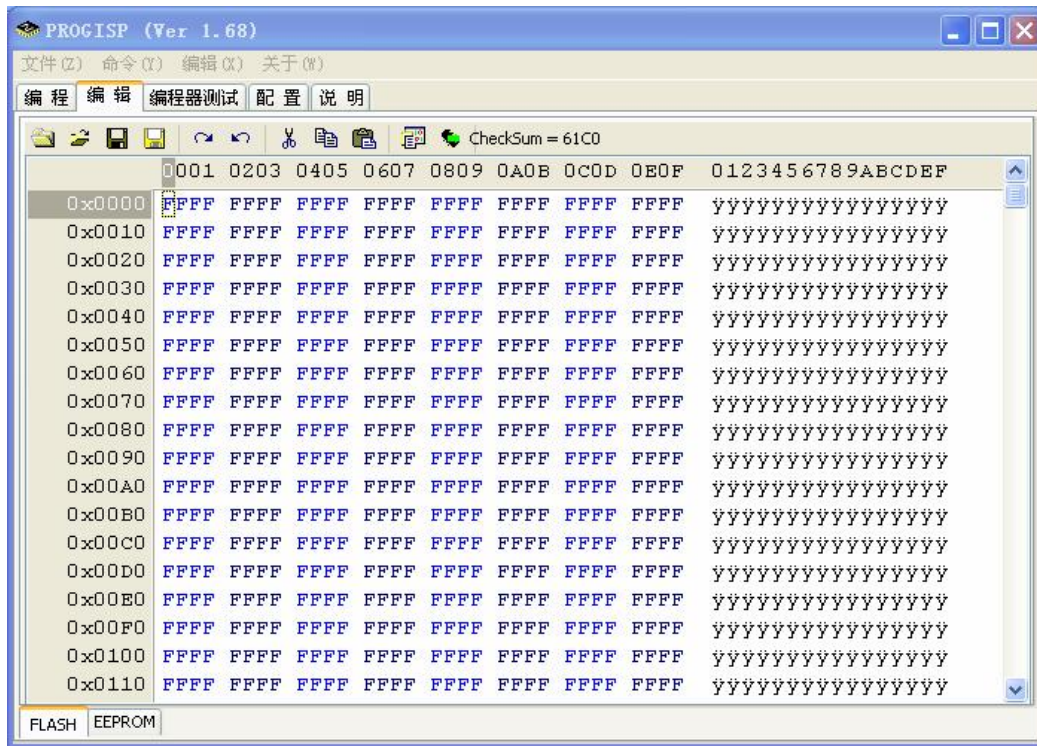 PROGISP (Ver 1.68)
文件(Z) 命令(Y) 编辑(X) 关于(W)
编 程 编 辑 编程器测试 配 置 说 明
CheckSum = 61C0
0001 0203 0405 0607 0809 0A0B 0C0D 0E0F 0123456789ABCDEF
0x0000 FFFF FFFF FFFF FFFF FFFF FFFF FFFF FFFF ÿÿÿÿÿÿÿÿÿÿÿÿÿÿÿÿ
0x0010 FFFF FFFF FFFF FFFF FFFF FFFF FFFF FFFF ÿÿÿÿÿÿÿÿÿÿÿÿÿÿÿÿ
0x0020 FFFF FFFF FFFF FFFF FFFF FFFF FFFF FFFF ÿÿÿÿÿÿÿÿÿÿÿÿÿÿÿÿ
0x0030 FFFF FFFF FFFF FFFF FFFF FFFF FFFF FFFF ÿÿÿÿÿÿÿÿÿÿÿÿÿÿÿÿ
0x0040 FFFF FFFF FFFF FFFF FFFF FFFF FFFF FFFF ÿÿÿÿÿÿÿÿÿÿÿÿÿÿÿÿ
0x0050 FFFF FFFF FFFF FFFF FFFF FFFF FFFF FFFF ÿÿÿÿÿÿÿÿÿÿÿÿÿÿÿÿ
0x0060 FFFF FFFF FFFF FFFF FFFF FFFF FFFF FFFF ÿÿÿÿÿÿÿÿÿÿÿÿÿÿÿÿ
0x0070 FFFF FFFF FFFF FFFF FFFF FFFF FFFF FFFF ÿÿÿÿÿÿÿÿÿÿÿÿÿÿÿÿ
0x0080 FFFF FFFF FFFF FFFF FFFF FFFF FFFF FFFF ÿÿÿÿÿÿÿÿÿÿÿÿÿÿÿÿ
0x0090 FFFF FFFF FFFF FFFF FFFF FFFF FFFF FFFF ÿÿÿÿÿÿÿÿÿÿÿÿÿÿÿÿ
0x00A0 FFFF FFFF FFFF FFFF FFFF FFFF FFFF FFFF ÿÿÿÿÿÿÿÿÿÿÿÿÿÿÿÿ
0x00B0 FFFF FFFF FFFF FFFF FFFF FFFF FFFF FFFF ÿÿÿÿÿÿÿÿÿÿÿÿÿÿÿÿ
0x00C0 FFFF FFFF FFFF FFFF FFFF FFFF FFFF FFFF ÿÿÿÿÿÿÿÿÿÿÿÿÿÿÿÿ
0x00D0 FFFF FFFF FFFF FFFF FFFF FFFF FFFF FFFF ÿÿÿÿÿÿÿÿÿÿÿÿÿÿÿÿ
0x00E0 FFFF FFFF FFFF FFFF FFFF FFFF FFFF FFFF ÿÿÿÿÿÿÿÿÿÿÿÿÿÿÿÿ
0x00F0 FFFF FFFF FFFF FFFF FFFF FFFF FFFF FFFF ÿÿÿÿÿÿÿÿÿÿÿÿÿÿÿÿ
0x0100 FFFF FFFF FFFF FFFF FFFF FFFF FFFF FFFF ÿÿÿÿÿÿÿÿÿÿÿÿÿÿÿÿ
0x0110 FFFF FFFF FFFF FFFF FFFF FFFF FFFF FFFF ÿÿÿÿÿÿÿÿÿÿÿÿÿÿÿÿ
FLASH EEPROM